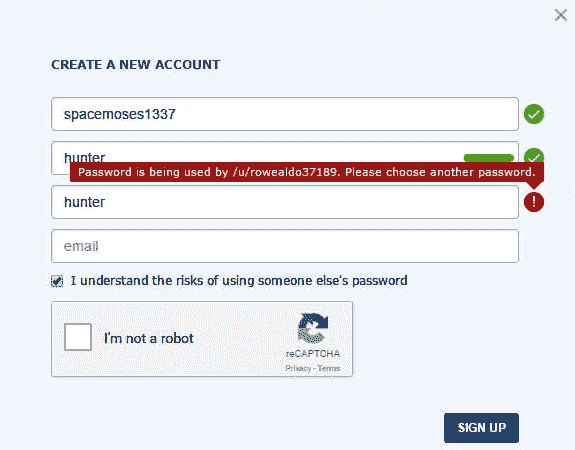 CREATE A NEW ACCOUNT
spacemoses1337
hunter
Password is being used by /u/rowealdo37189. Please choose another password.
hunter
!
email
I understand the risks of using someone else's password
I'm not a robot
reCAPTCHA
Privacy - Terms
SIGN UP